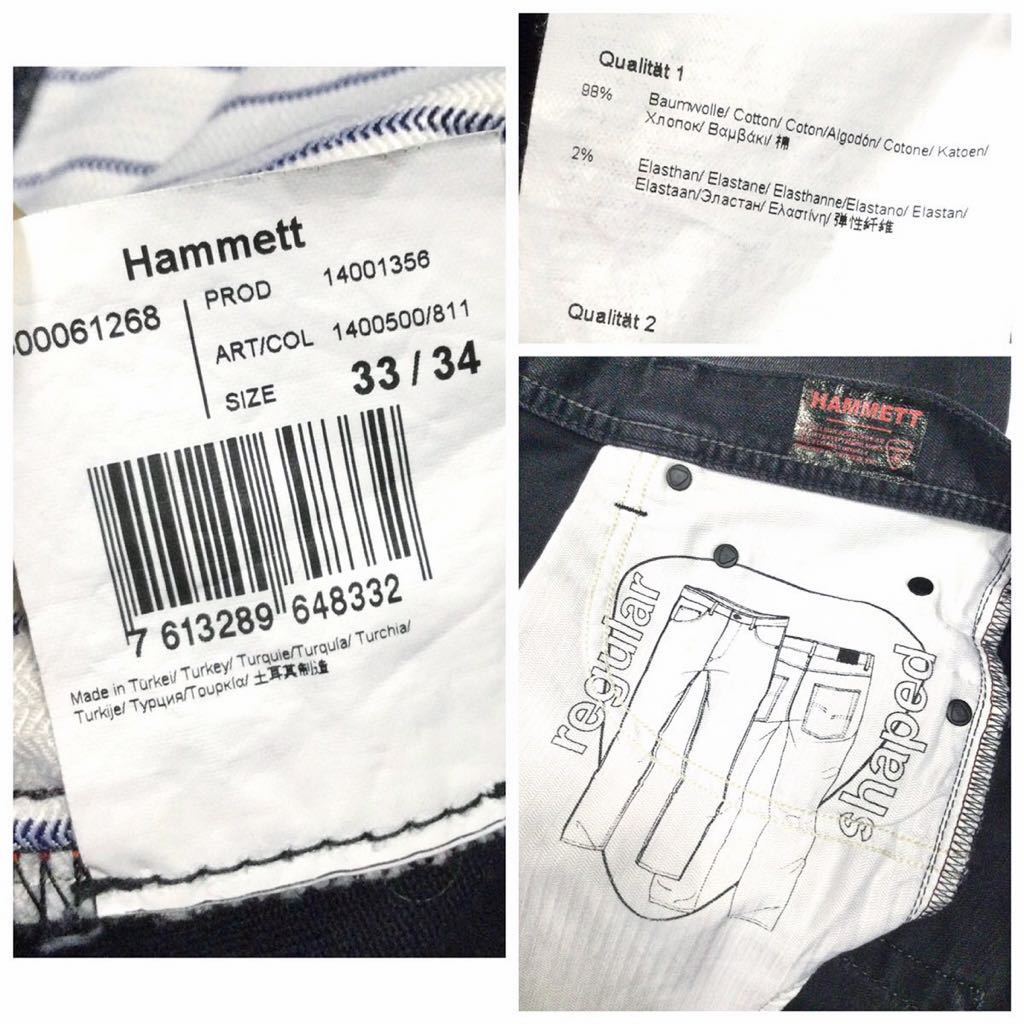 Hammett
00061268
PROD 14001356
ART/COL 1400500/811
SIZE 33 / 34
7 613289 648332
Made in Türkei/ Turkey/ Turquie/Turquía/ Turchia/
Turkije/ Турция/Τουρκία/ 土耳其制造
Qualität 1
98% Baumwolle/ Cotton/ Coton/Algodón/ Cotone/ Katoen/
Хлопок/ Βαμβάκι/ 棉
2% Elasthan/ Elastane/ Elasthanne/Elastano/ Elastan/
Elastaan/Эластан/ Ελαστίνη/ 弹性纤维
Qualität 2
HAMMETT
regular
shaped